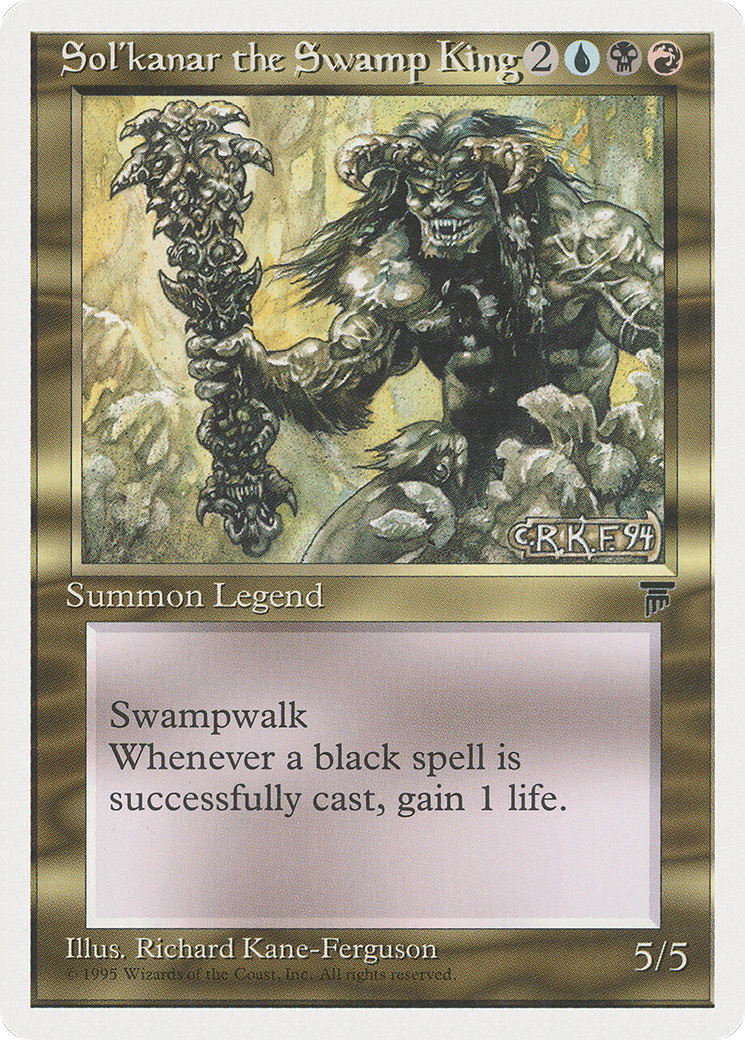 Sol'kanar the Swamp King 2
C.R.K.F. 94
Summon Legend
Swampwalk
Whenever a black spell is
successfully cast, gain 1 life.
Illus. Richard Kane-Ferguson
5/5
© 1995 Wizards of the Coast, Inc. All rights reserved.